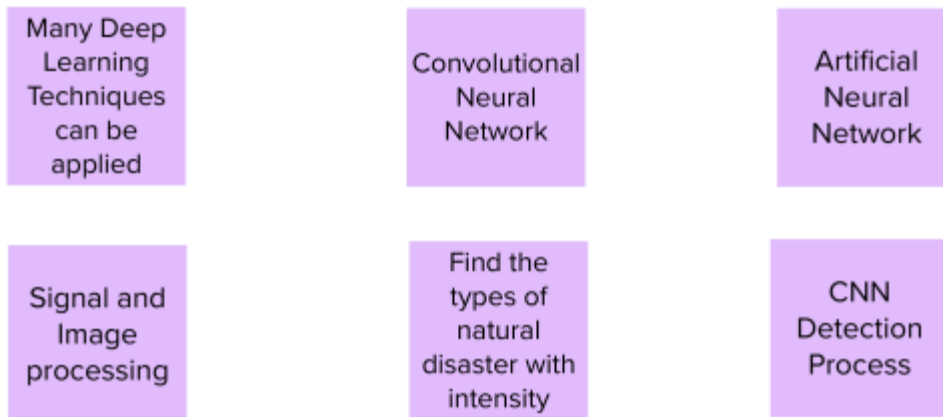 Many Deep
Learning
Techniques
can be
applied
Convolutional
Neural
Network
Artificial
Neural
Network
Signal and
Image
processing
Find the
types of
natural
disaster with
intensity
CNN
Detection
Process